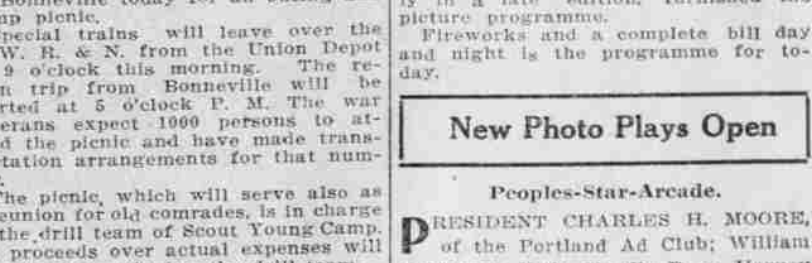 Bonneville today for an outing
ap picnic.
pecial trains will leave over the
W. R. & N. from the Union Depot
9 o'clock this morning. The re-
n trip from Bonneville will be
rted at 5 o'clock P. M. The war
erans expect 1000 persons to at-
d the picnic and have made trans-
tation arrangements for that num-
The picnic, which will serve also as
eunion for old comrades, is in charge
the drill team of Scout Young Camp.
proceeds over actual expenses will
in a late edition, furnished
picture programme.
Fireworks and a complete bill day
and night is the programme for to-
day.
New Photo Plays Open
Peoples-Star-Arcade.
PRESIDENT CHARLES H. MOORE,
of the Portland Ad Club; William